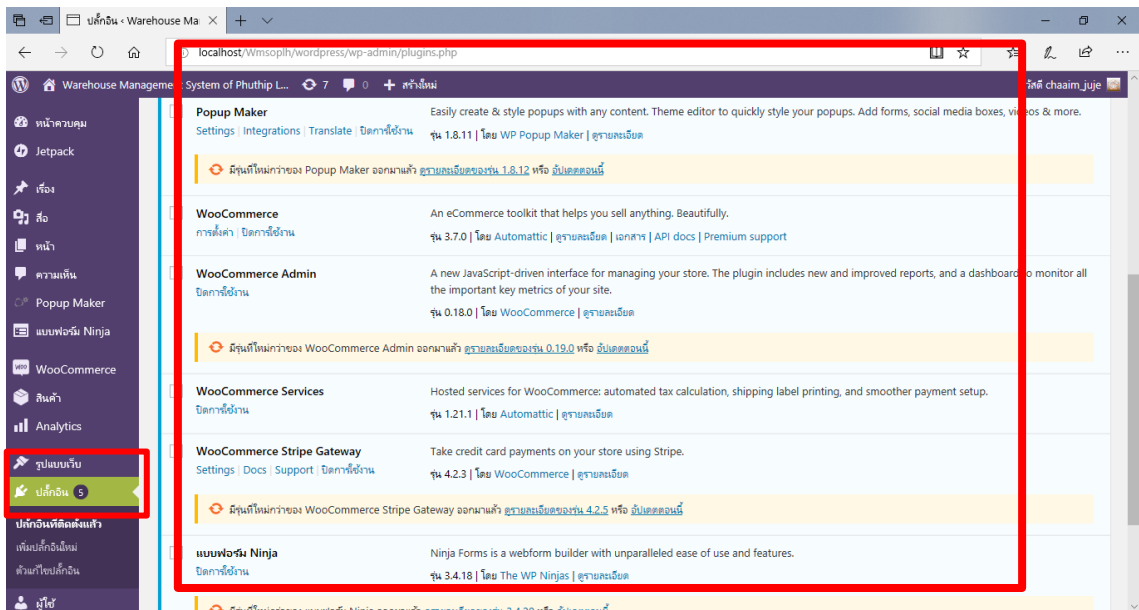 ปลั๊กอิน ‹ Warehouse Ma
localhost/Wmsoplh/wordpress/wp-admin/plugins.php
Warehouse Management System of Phuthip L... 7 0 + สร้างใหม่
สวัสดี chaaim_juje
หน้าควบคุม
Jetpack
เรื่อง
สื่อ
หน้า
ความเห็น
Popup Maker
แบบฟอร์ม Ninja
WooCommerce
สินค้า
Analytics
รูปแบบเว็บ
ปลั๊กอิน 5
ปลั๊กอินที่ติดตั้งแล้ว
เพิ่มปลั๊กอินใหม่
ตัวแก้ไขปลั๊กอิน
ผู้ใช้
Popup Maker
Settings | Integrations | Translate | ปิดการใช้งาน
Easily create & style popups with any content. Theme editor to quickly style your popups. Add forms, social media boxes, videos & more.
รุ่น 1.8.11 | โดย WP Popup Maker | ดูรายละเอียด
มีรุ่นที่ใหม่กว่าของ Popup Maker ออกมาแล้ว ดูรายละเอียดของรุ่น 1.8.12 หรือ อัปเดตตอนนี้
WooCommerce
การตั้งค่า | ปิดการใช้งาน
An eCommerce toolkit that helps you sell anything. Beautifully.
รุ่น 3.7.0 | โดย Automattic | ดูรายละเอียด | เอกสาร | API docs | Premium support
WooCommerce Admin
ปิดการใช้งาน
A new JavaScript-driven interface for managing your store. The plugin includes new and improved reports, and a dashboard to monitor all
the important key metrics of your site.
รุ่น 0.18.0 | โดย WooCommerce | ดูรายละเอียด
มีรุ่นที่ใหม่กว่าของ WooCommerce Admin ออกมาแล้ว ดูรายละเอียดของรุ่น 0.19.0 หรือ อัปเดตตอนนี้
WooCommerce Services
ปิดการใช้งาน
Hosted services for WooCommerce: automated tax calculation, shipping label printing, and smoother payment setup.
รุ่น 1.21.1 | โดย Automattic | ดูรายละเอียด
WooCommerce Stripe Gateway
Settings | Docs | Support | ปิดการใช้งาน
Take credit card payments on your store using Stripe.
รุ่น 4.2.3 | โดย WooCommerce | ดูรายละเอียด
มีรุ่นที่ใหม่กว่าของ WooCommerce Stripe Gateway ออกมาแล้ว ดูรายละเอียดของรุ่น 4.2.5 หรือ อัปเดตตอนนี้
แบบฟอร์ม Ninja
ปิดการใช้งาน
Ninja Forms is a webform builder with unparalleled ease of use and features.
รุ่น 3.4.18 | โดย The WP Ninjas | ดูรายละเอียด